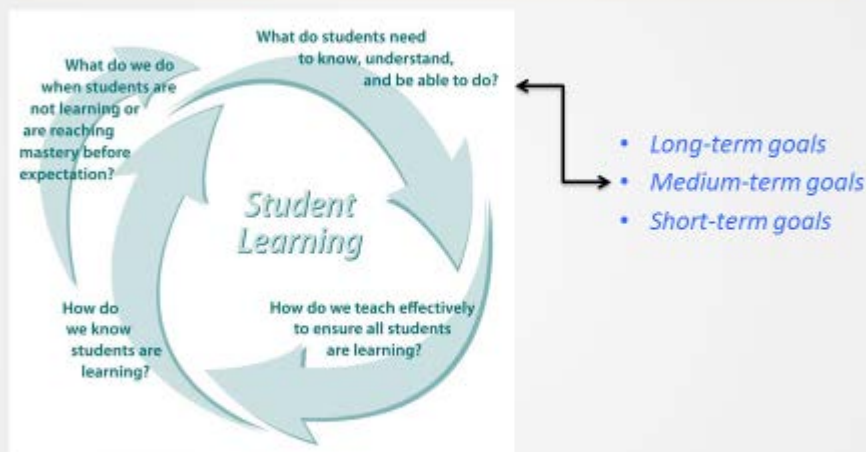 What do students need
to know, understand,
and be able to do?
What do we do
when students are
not learning or
are reaching
mastery before
expectation?
Student
Learning
How do
we know
students are
learning?
How do we teach effectively
to ensure all students
are learning?
• Long-term goals
• Medium-term goals
• Short-term goals